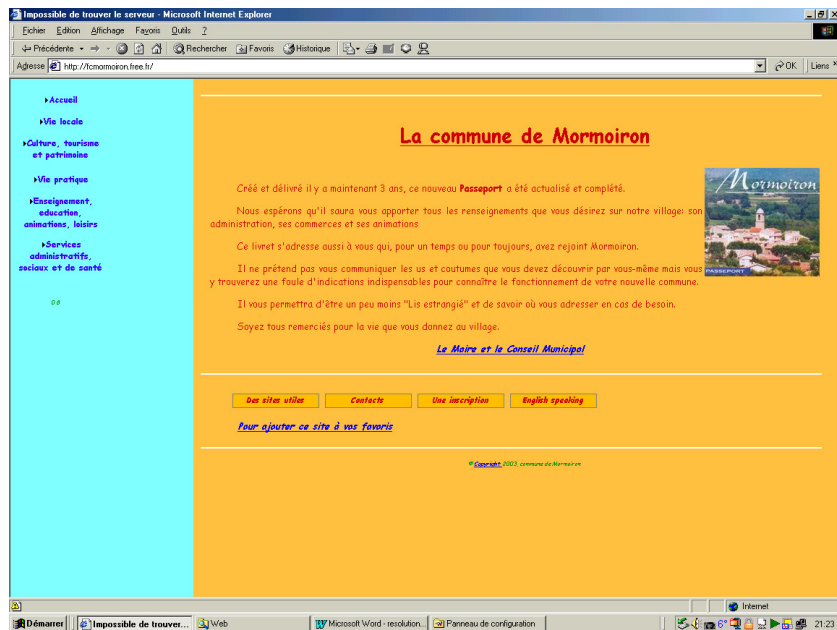 Impossible de trouver le serveur - Microsoft Internet Explorer
Fichier Edition Affichage Favoris Outils ?
Précédente Rechercher Favoris Historique
Adresse http://fcmormoiron.free.fr/ OK Liens »
Accueil
Vie locale
Culture, tourisme
et patrimoine
Vie pratique
Enseignement,
education,
animations, loisirs
Services
administratifs,
sociaux et de santé
La commune de Mormoiron
Créé et délivré il y a maintenant 3 ans, ce nouveau Passeport a été actualisé et complété.
Nous espérons qu'il saura vous apporter tous les renseignements que vous désirez sur notre village: son
administration, ses commerces et ses animations
Ce livret s'adresse aussi à vous qui, pour un temps ou pour toujours, avez rejoint Mormoiron.
Il ne prétend pas vous communiquer les us et coutumes que vous devez découvrir par vous-même mais vous
y trouverez une foule d'indications indispensables pour connaître le fonctionnement de votre nouvelle commune.
Il vous permettra d'être un peu moins "Lis estrangié" et de savoir où vous adresser en cas de besoin.
Soyez tous remerciés pour la vie que vous donnez au village.
Mormoiron
PASSEPORT
Le Maire et le Conseil Municipal
Des sites utiles Contacts Une inscription English speaking
Pour ajouter ce site à vos favoris
© Copyright 2003, commune de Mormoiron
Internet
Démarrer Impossible de trouver... Web Microsoft Word - resolution... Panneau de configuration 6° 21:23